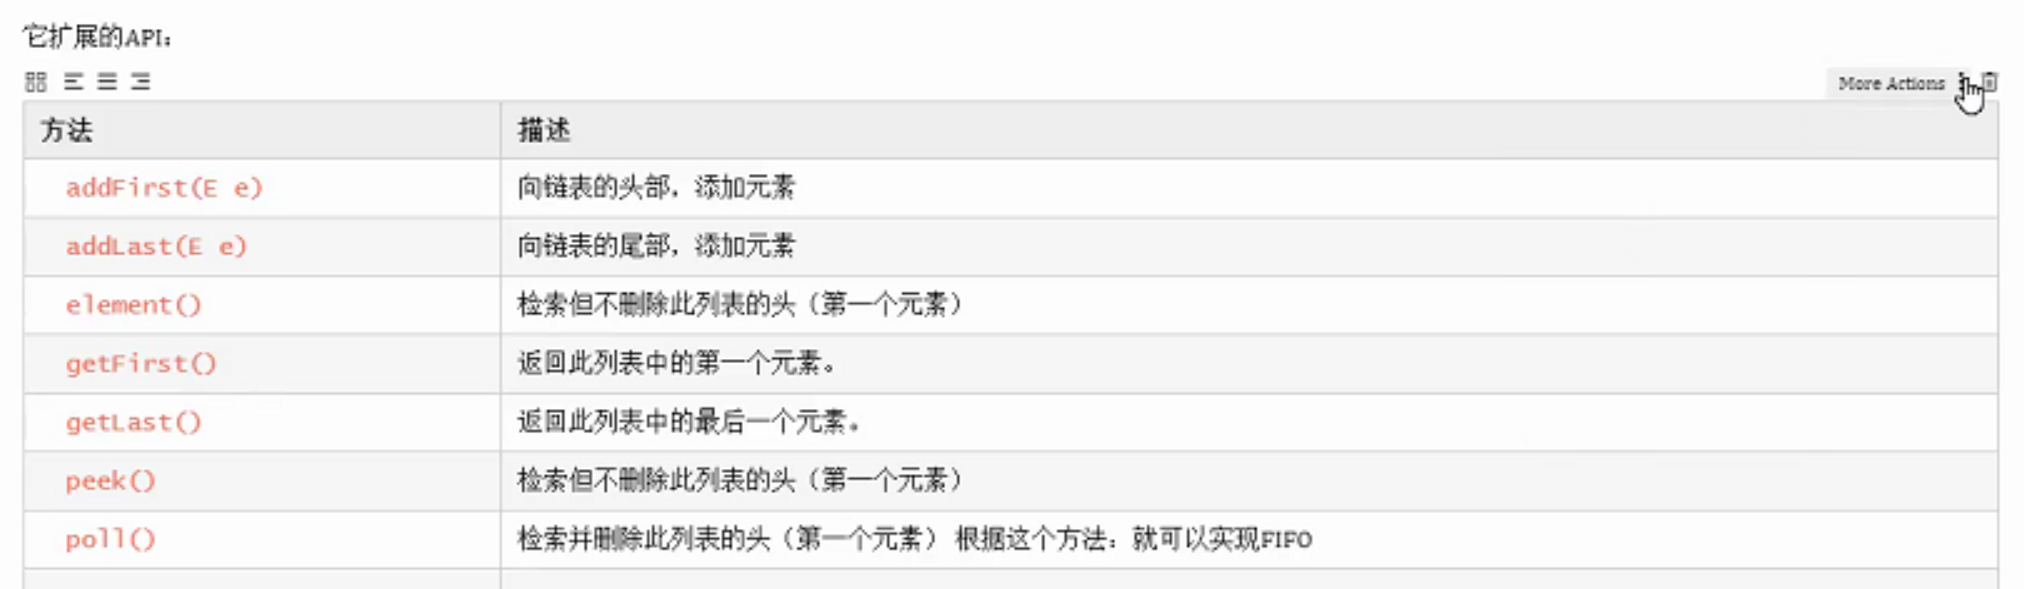 它扩展的API：
More Actions
方法 描述
addFirst(E e) 向链表的头部，添加元素
addLast(E e) 向链表的尾部，添加元素
element() 检索但不删除此列表的头（第一个元素）
getFirst() 返回此列表中的第一个元素。
getLast() 返回此列表中的最后一个元素。
peek() 检索但不删除此列表的头（第一个元素）
poll() 检索并删除此列表的头（第一个元素） 根据这个方法：就可以实现FIFO